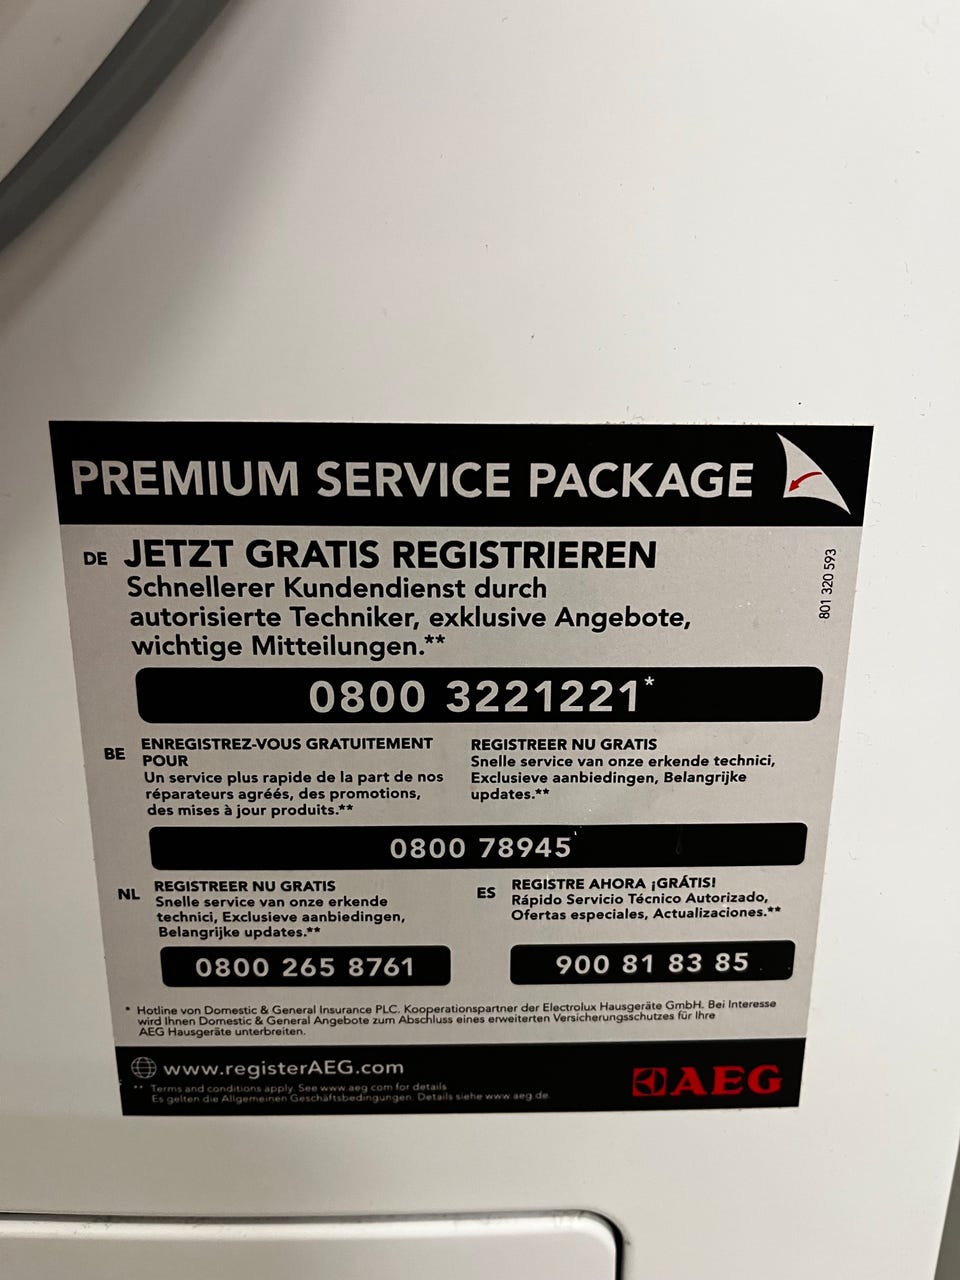 PREMIUM SERVICE PACKAGE
DE JETZT GRATIS REGISTRIEREN
Schnellerer Kundendienst durch
autorisierte Techniker, exklusive Angebote,
wichtige Mitteilungen.**
801 320 593
0800 3221221*
BE ENREGISTREZ-VOUS GRATUITEMENT
POUR
Un service plus rapide de la part de nos
réparateurs agréés, des promotions,
des mises à jour produits.**
REGISTREER NU GRATIS
Snelle service van onze erkende technici,
Exclusieve aanbiedingen, Belangrijke
updates.**
0800 78945
NL REGISTREER NU GRATIS
Snelle service van onze erkende
technici, Exclusieve aanbiedingen,
Belangrijke updates.**
0800 265 8761
ES REGISTRE AHORA ¡GRÁTIS!
Rápido Servicio Técnico Autorizado,
Ofertas especiales, Actualizaciones.**
900 81 83 85
* Hotline von Domestic & General Insurance PLC. Kooperationspartner der Electrolux Hausgeräte GmbH. Bei Interesse
wird Ihnen Domestic & General Angebote zum Abschluss eines erweiterten Versicherungsschutzes für Ihre
AEG Hausgeräte unterbreiten.
www.registerAEG.com
** Terms and conditions apply. See www.aeg.com for details
Es gelten die Allgemeinen Geschäftsbedingungen. Details siehe www.aeg.de
AEG